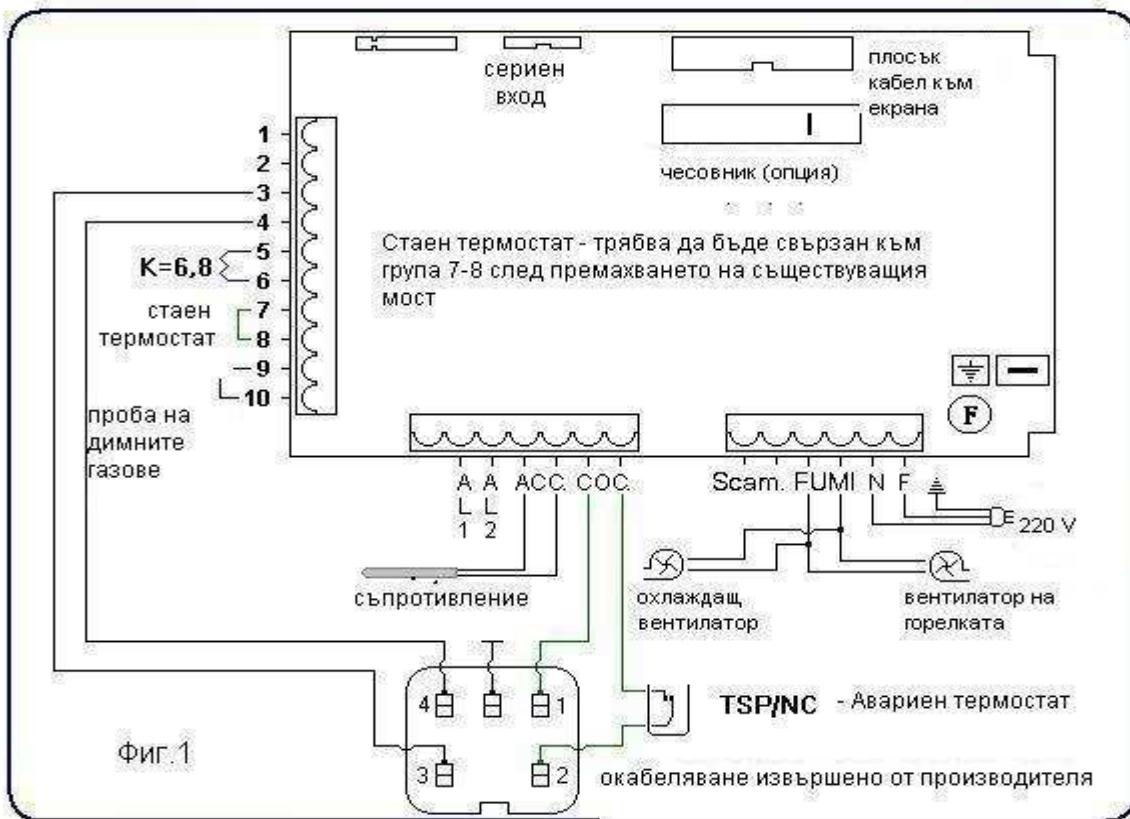 сериен
вход
плосък
кабел към
екрана
чесовник (опция)
1
2
3
4
5
6
7
8
9
10
K=6,8
стаен
термостат
проба на
димните
газове
Стаен термостат - трябва да бъде свързан към
група 7-8 след премахването на съществуващия
мост
F
A
L
1
A
L
2
ACC.
COC.
Scam. FUMI N F
220 V
съпротивление
охлаждащ
вентилатор
вентилатор на
горелката
4
1
3
2
TSP/NC - Авариен термостат
Фиг.1
окабеляване извършено от производителя